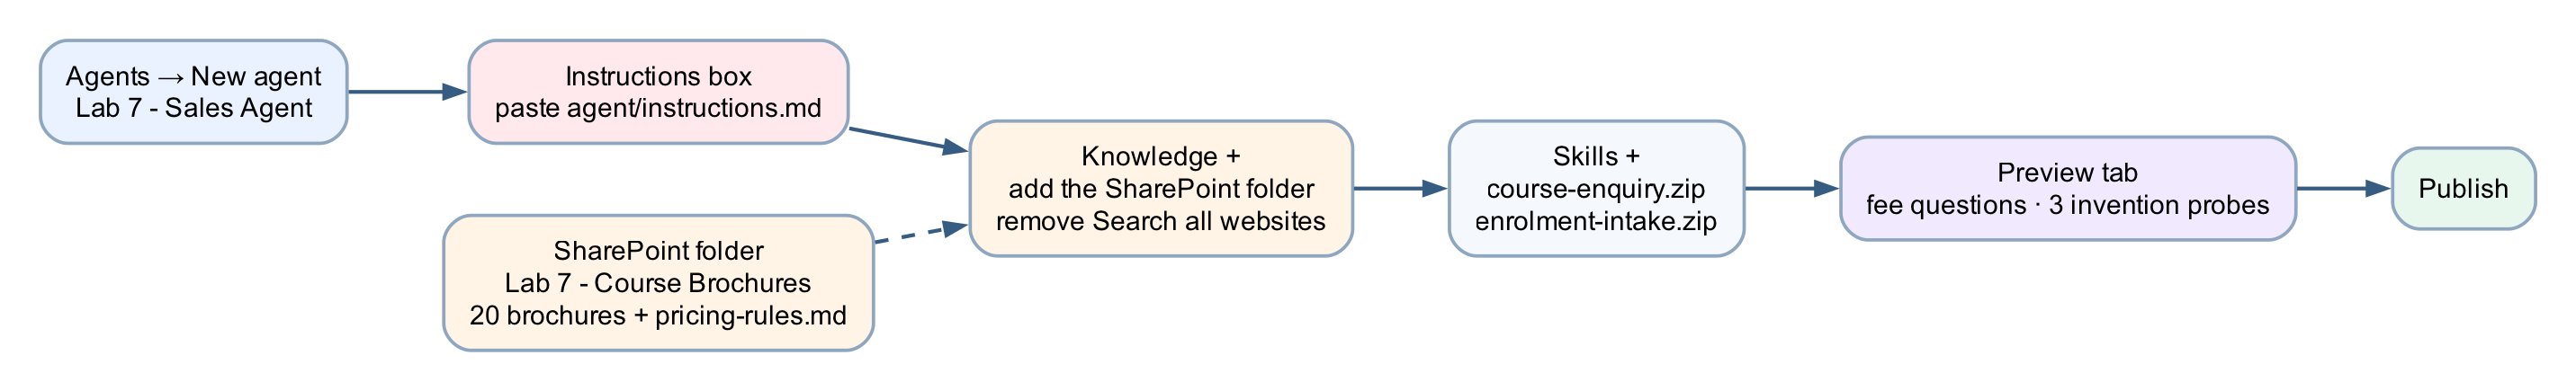 Agents → New agent
Lab 7 - Sales Agent
Instructions box
paste agent/instructions.md
SharePoint folder
Lab 7 - Course Brochures
20 brochures + pricing-rules.md
Knowledge +
add the SharePoint folder
remove Search all websites
Skills +
course-enquiry.zip
enrolment-intake.zip
Preview tab
fee questions · 3 invention probes
Publish